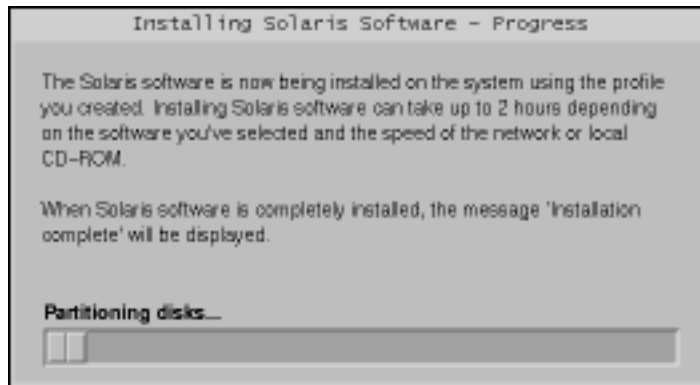 Installing Solaris Software - Progress
The Solaris software is now being installed on the system using the profile
you created. Installing Solaris software can take up to 2 hours depending
on the software you've selected and the speed of the network or local
CD-ROM.
When Solaris software is completely installed, the message 'Installation
complete' will be displayed.
Partitioning disks...